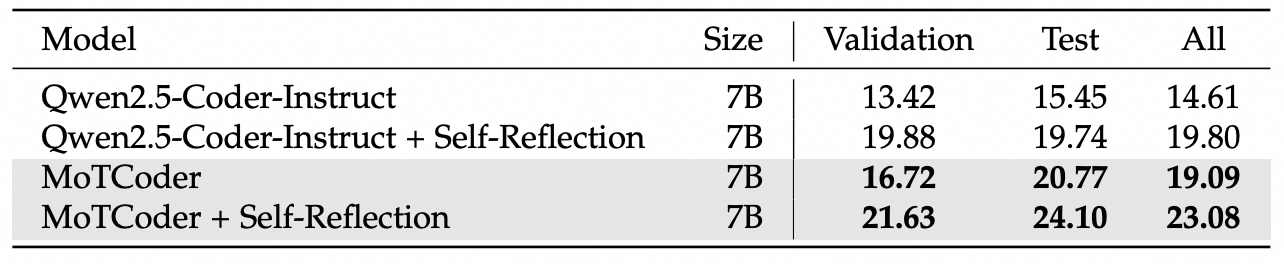 Model Size Validation Test All
Qwen2.5-Coder-Instruct 7B 13.42 15.45 14.61
Qwen2.5-Coder-Instruct + Self-Reflection 7B 19.88 19.74 19.80
MoTCoder 7B 16.72 20.77 19.09
MoTCoder + Self-Reflection 7B 21.63 24.10 23.08